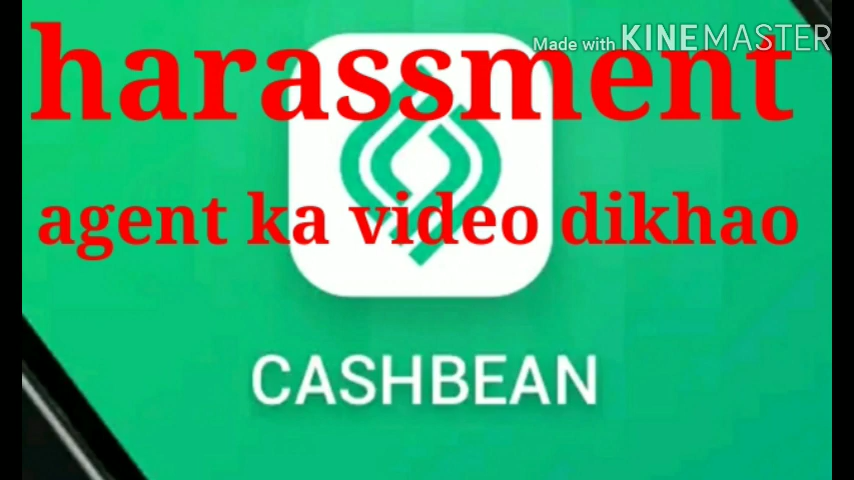 Made with KINEMASTER
harassment
agent ka video dikhao
CASHBEAN